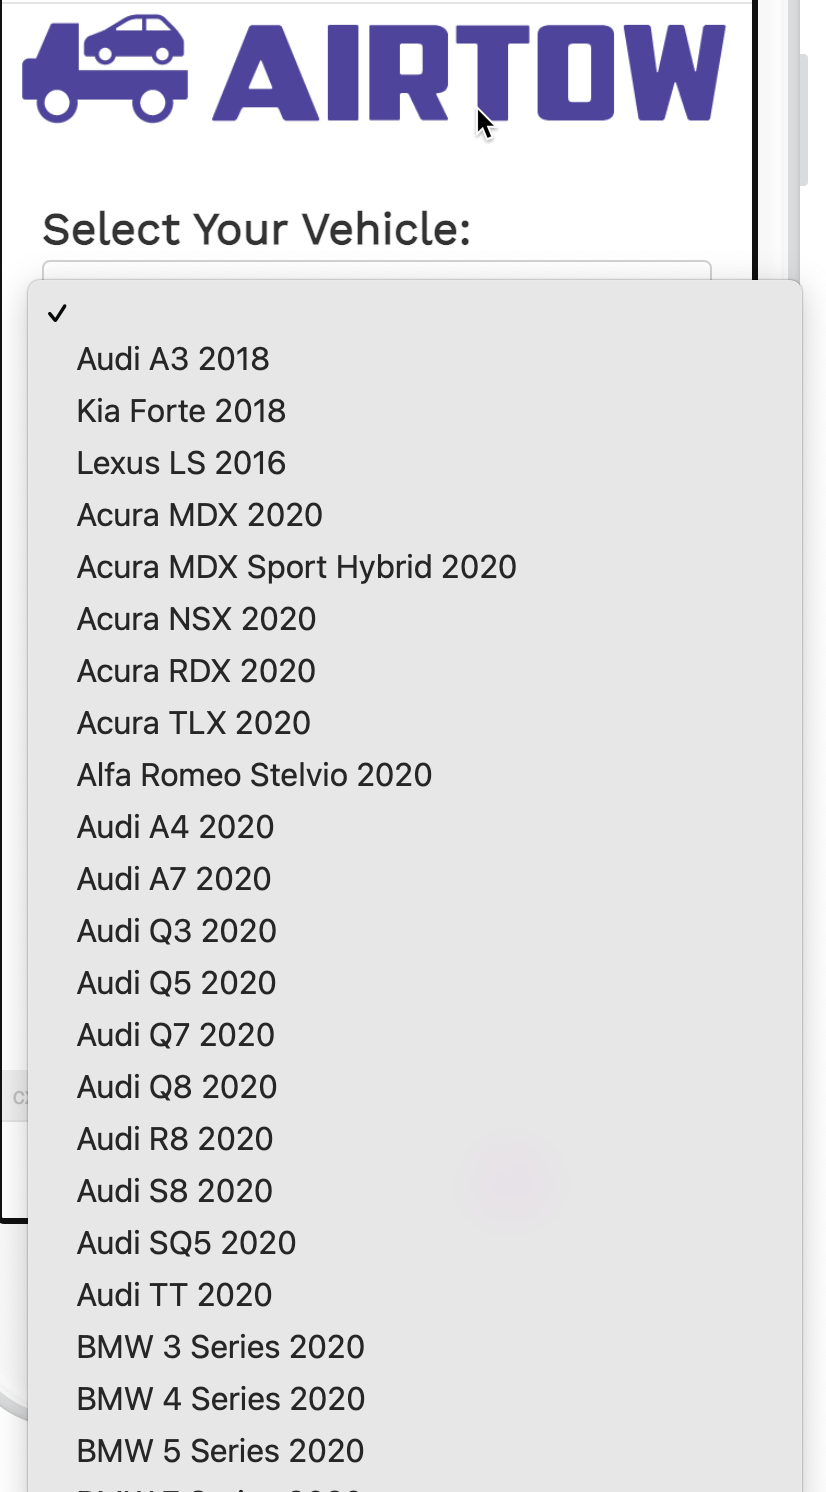 AIRTOW
Select Your Vehicle:
Audi A3 2018
Kia Forte 2018
Lexus LS 2016
Acura MDX 2020
Acura MDX Sport Hybrid 2020
Acura NSX 2020
Acura RDX 2020
Acura TLX 2020
Alfa Romeo Stelvio 2020
Audi A4 2020
Audi A7 2020
Audi Q3 2020
Audi Q5 2020
Audi Q7 2020
Audi Q8 2020
Audi R8 2020
Audi S8 2020
Audi SQ5 2020
Audi TT 2020
BMW 3 Series 2020
BMW 4 Series 2020
BMW 5 Series 2020